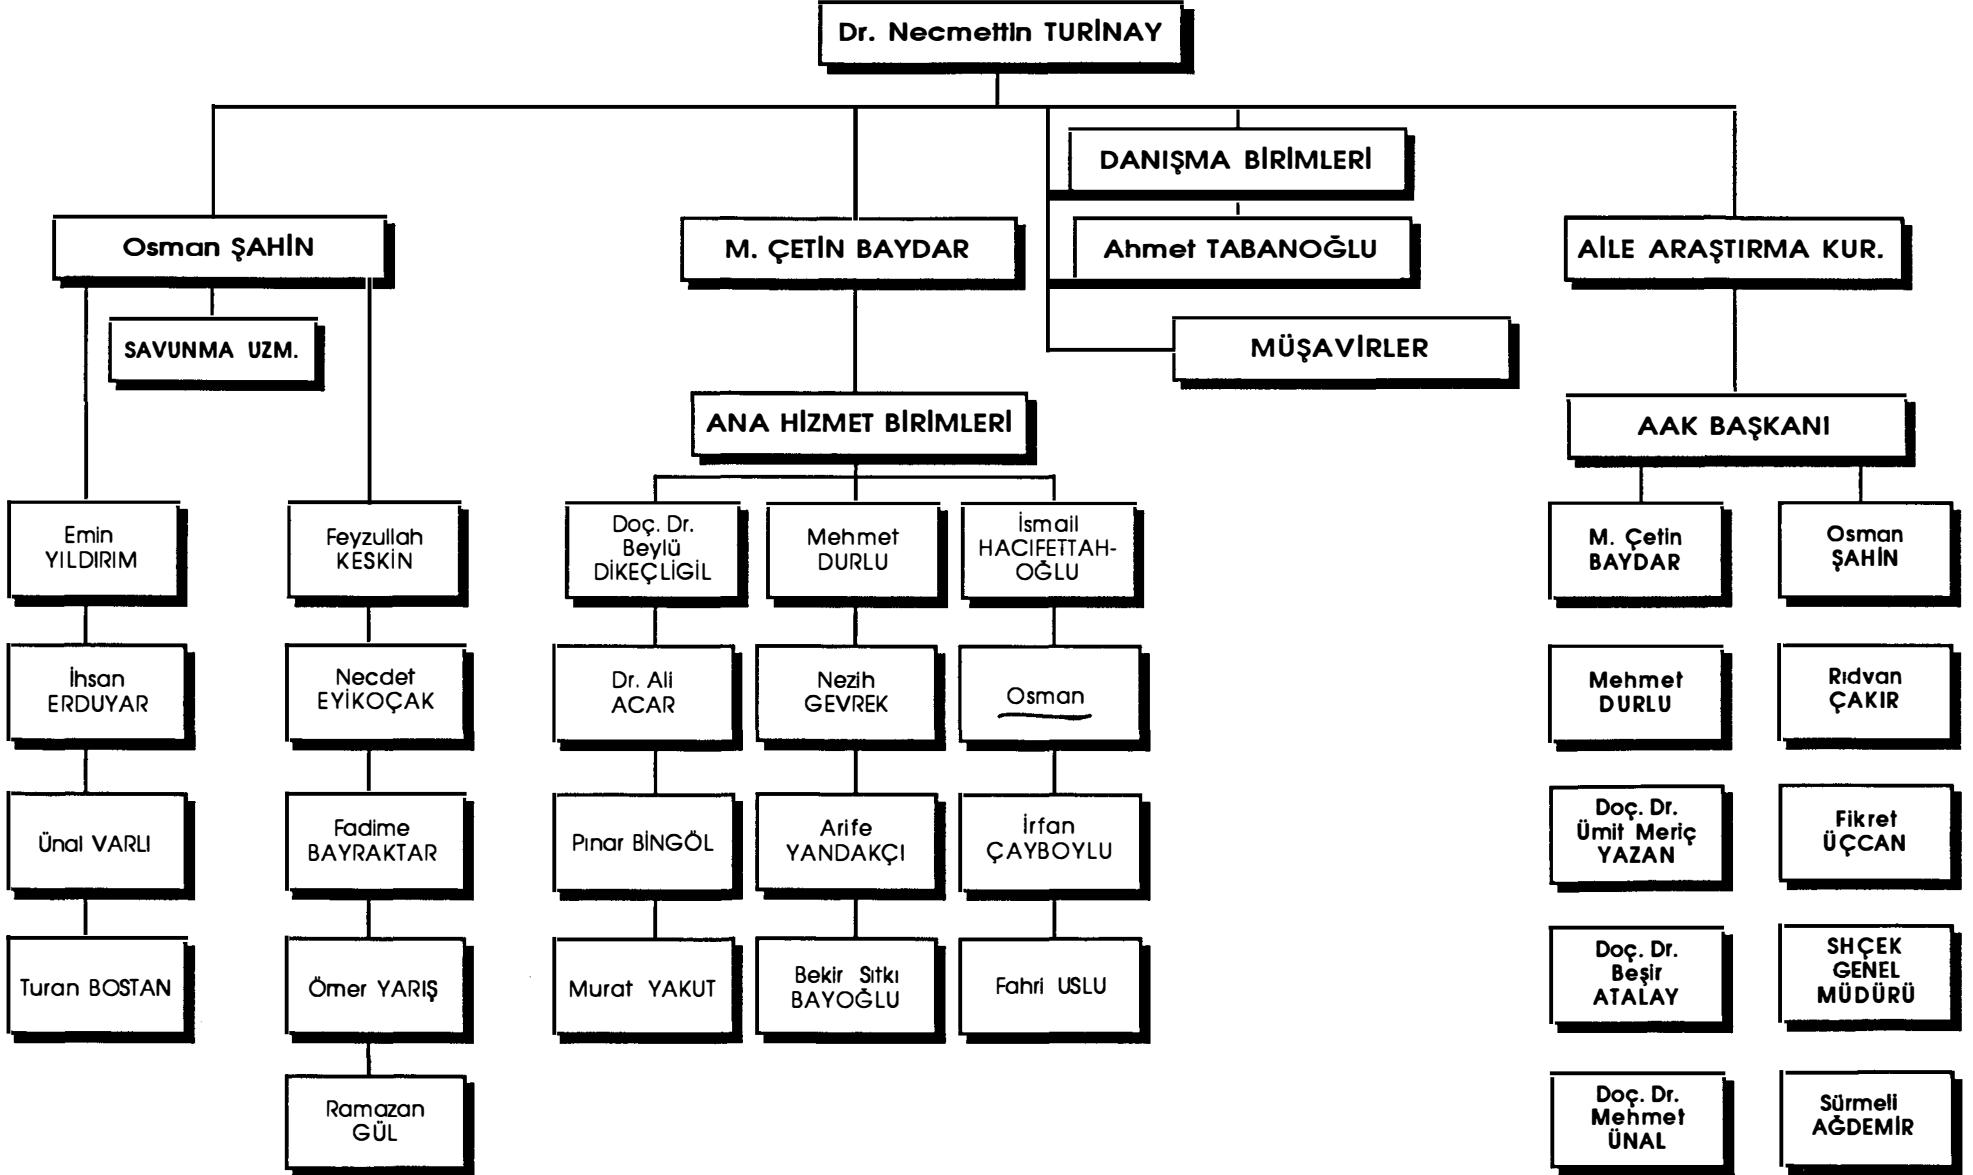 Dr. Necmettin TURİNAY
DANIŞMA BİRİMLERİ
Osman ŞAHİN
M. ÇETİN BAYDAR
Ahmet TABANOĞLU
AİLE ARAŞTIRMA KUR.
SAVUNMA UZM.
MÜŞAVİRLER
ANA HİZMET BİRİMLERİ
AAK BAŞKANI
Emin
YILDIRIM
Feyzullah
KESKİN
Doç. Dr.
Beylü
DİKEÇLİGİL
Mehmet
DURLU
İsmail
HACIFETTAH-
OĞLU
M. Çetin
BAYDAR
Osman
ŞAHİN
İhsan
ERDUYAR
Necdet
EYİKOÇAK
Dr. Ali
ACAR
Nezih
GEVREK
Osman
Mehmet
DURLU
Rıdvan
ÇAKIR
Ünal VARLI
Fadime
BAYRAKTAR
Pınar BİNGÖL
Arife
YANDAKÇI
İrfan
ÇAYBOYLU
Doç. Dr.
Ümit Meriç
YAZAN
Fikret
ÜÇCAN
Turan BOSTAN
Ömer YARIŞ
Murat YAKUT
Bekir Sıtkı
BAYOĞLU
Fahri USLU
Doç. Dr.
Beşir
ATALAY
SHÇEK
GENEL
MÜDÜRÜ
Ramazan
GÜL
Doç. Dr.
Mehmet
ÜNAL
Sürmeli
AĞDEMİR